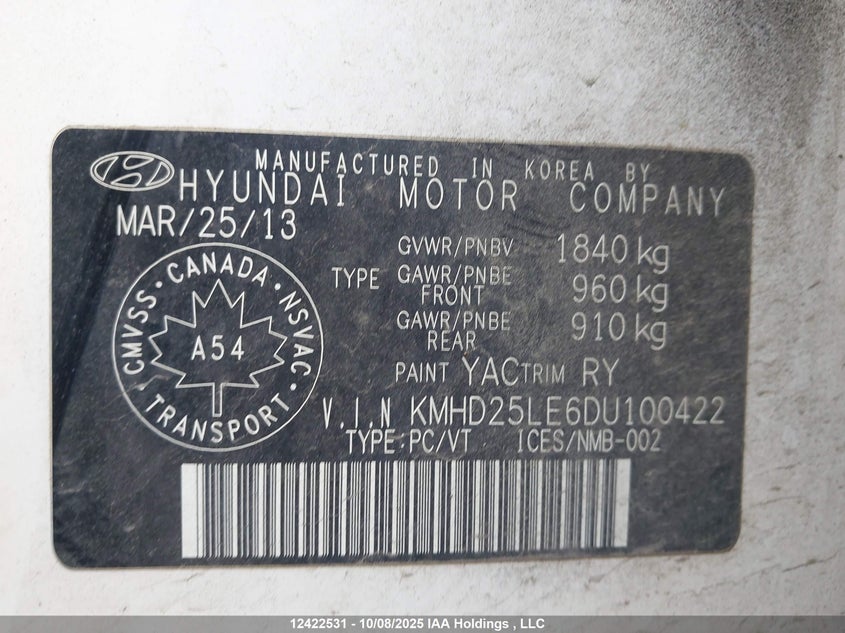 MANUFACTURED IN KOREA BY
HYUNDAI MOTOR COMPANY
MAR/25/13
GVWR/PNBV 1840 kg
TYPE GAWR/PNBE FRONT 960 kg
GAWR/PNBE REAR 910 kg
CANADA · NSVAC · TRANSPORT · CMVSS
A54
PAINT YAC TRIM RY
V.I.N KMHD25LE6DU100422
TYPE:PC/VT ICES/NMB-002
12422531 - 10/08/2025 IAA Holdings , LLC